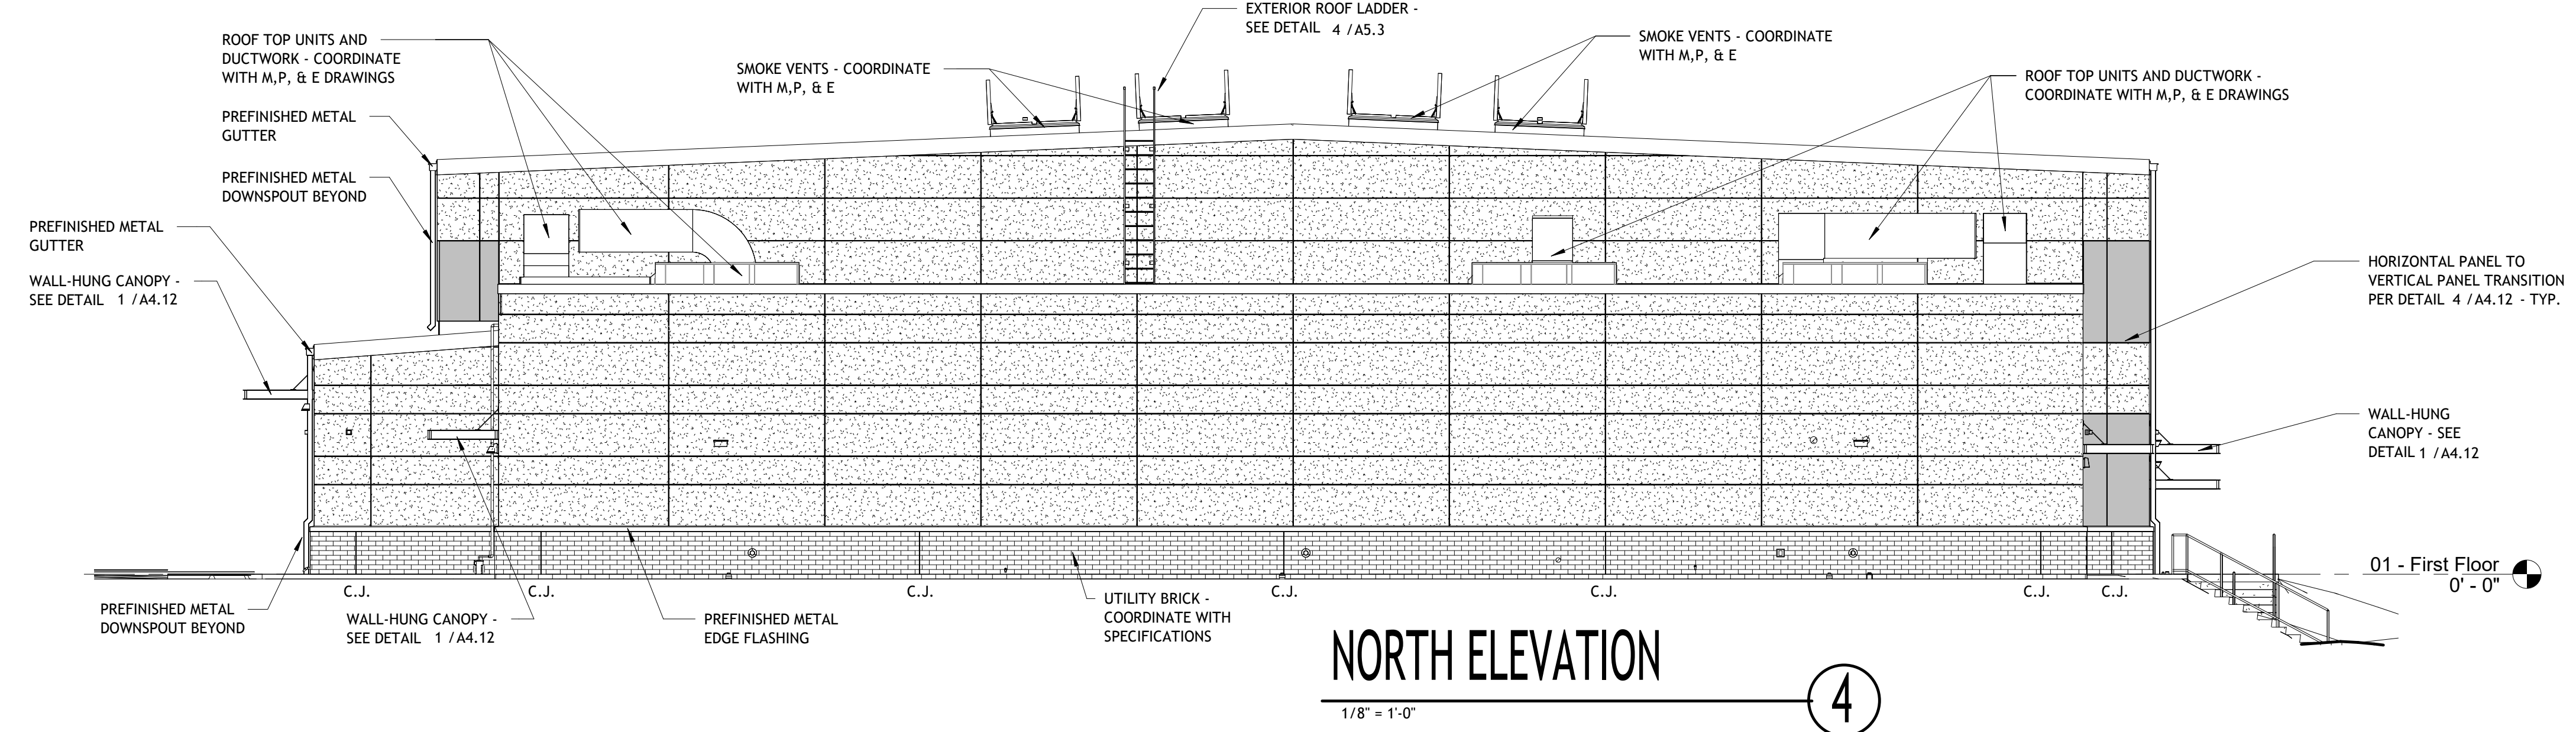 EXTERIOR ROOF LADDER -
SEE DETAIL 4 / A5.3
ROOF TOP UNITS AND
DUCTWORK - COORDINATE
WITH M,P, & E DRAWINGS
SMOKE VENTS - COORDINATE
WITH M,P, & E
SMOKE VENTS - COORDINATE
WITH M,P, & E
ROOF TOP UNITS AND DUCTWORK -
COORDINATE WITH M,P, & E DRAWINGS
PREFINISHED METAL
GUTTER
PREFINISHED METAL
DOWNSPOUT BEYOND
PREFINISHED METAL
GUTTER
WALL-HUNG CANOPY -
SEE DETAIL 1 / A4.12
HORIZONTAL PANEL TO
VERTICAL PANEL TRANSITION
PER DETAIL 4 / A4.12 - TYP.
WALL-HUNG
CANOPY - SEE
DETAIL 1 / A4.12
01 - First Floor
0' - 0"
C.J. C.J. C.J. C.J. C.J. C.J. C.J.
PREFINISHED METAL
DOWNSPOUT BEYOND
WALL-HUNG CANOPY -
SEE DETAIL 1 / A4.12
PREFINISHED METAL
EDGE FLASHING
UTILITY BRICK -
COORDINATE WITH
SPECIFICATIONS
NORTH ELEVATION
4
1/8" = 1'-0"